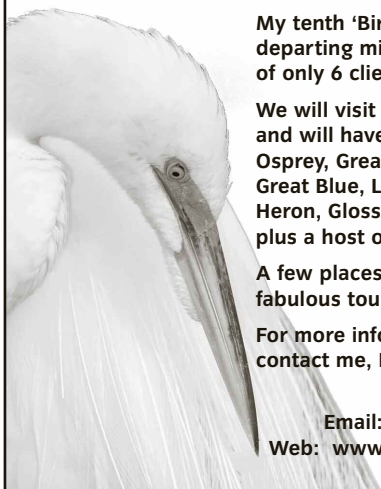 My tenth ‘Bir
departing mi
of only 6 clie
We will visit
and will have
Osprey, Grea
Great Blue, L
Heron, Gloss
plus a host o
A few places
fabulous tou
For more info
contact me,
Email:
Web: www